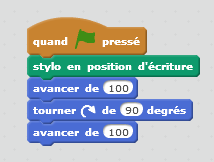 quand pressé
stylo en position d'écriture
avancer de 100
tourner de 90 degrés
avancer de 100